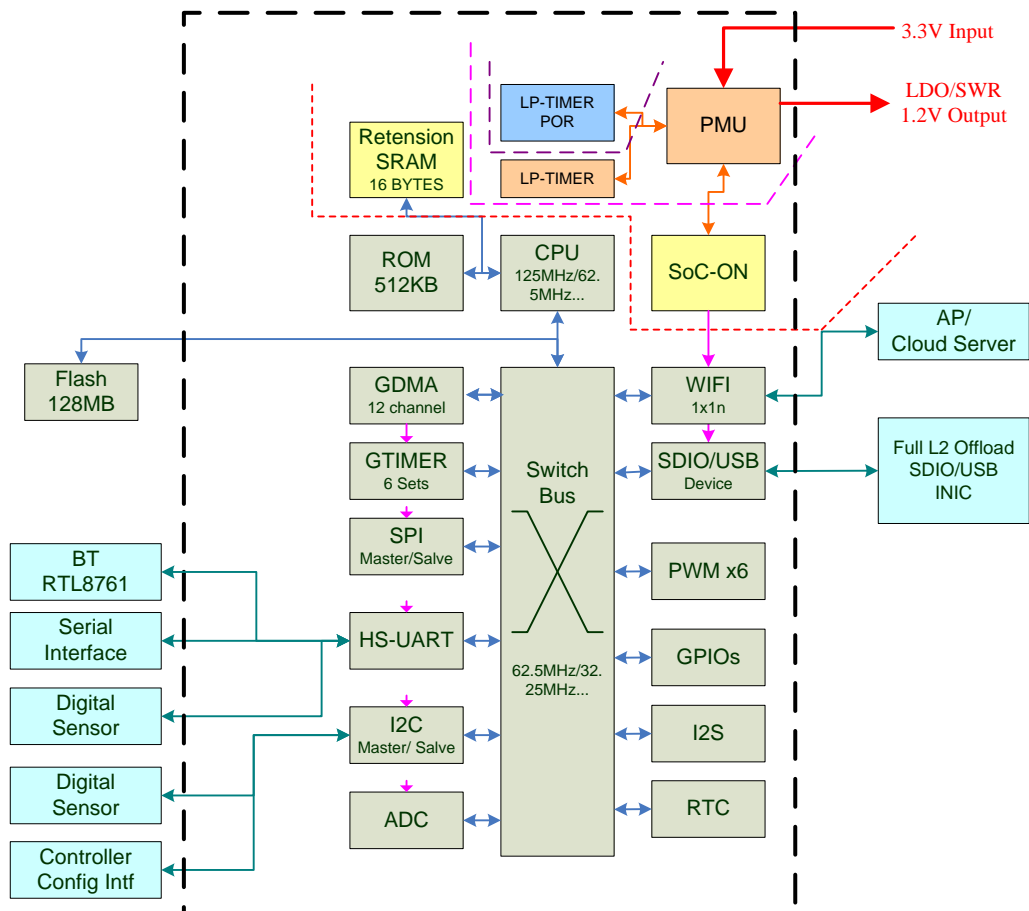 3.3V Input
LDO/SWR
1.2V Output
LP-TIMER
POR
PMU
LP-TIMER
Retension
SRAM
16 BYTES
ROM
512KB
CPU
125MHz/62.
5MHz...
SoC-ON
AP/
Cloud Server
Flash
128MB
GDMA
12 channel
WIFI
1x1n
GTIMER
6 Sets
Switch
Bus
SDIO/USB
Device
Full L2 Offload
SDIO/USB
INIC
SPI
Master/Salve
BT
RTL8761
PWM x6
Serial
Interface
HS-UART
62.5MHz/32.
25MHz...
GPIOs
Digital
Sensor
I2C
Master/ Salve
I2S
Digital
Sensor
ADC
RTC
Controller
Config Intf